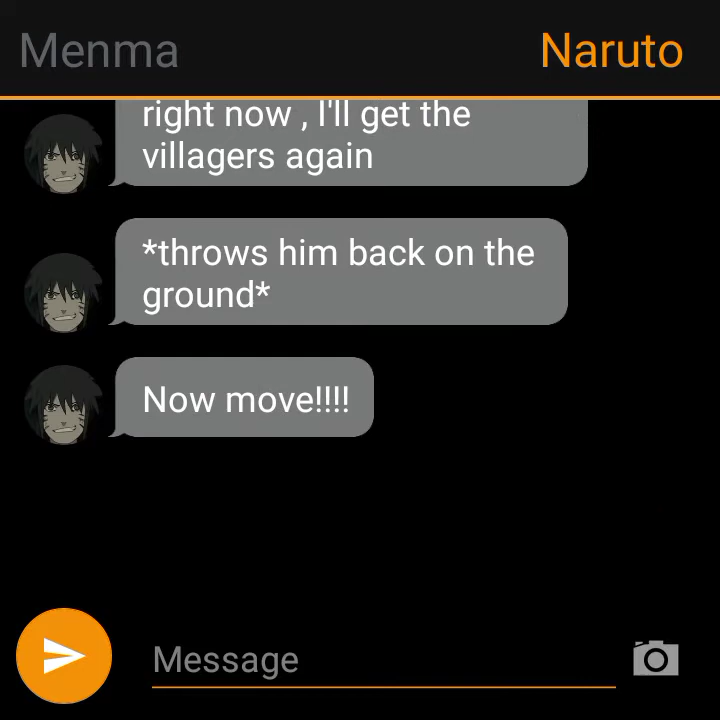 Menma
Naruto
right now , I'll get the
villagers again
*throws him back on the
ground*
Now move!!!!
Message